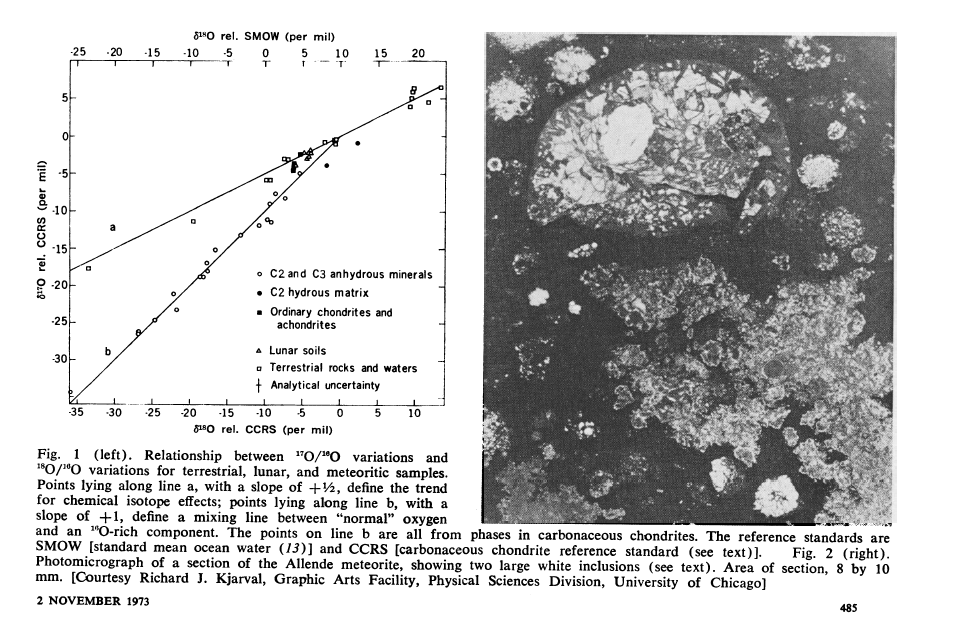 δ¹⁸O rel. SMOW (per mil)
-25 -20 -15 -10 -5 0 5 10 15 20
5
0
-5
-10
-15
-20
-25
-30
δ¹⁷O rel. CCRS (per mil)
a
b
○ C2 and C3 anhydrous minerals
● C2 hydrous matrix
■ Ordinary chondrites and
achondrites
▵ Lunar soils
□ Terrestrial rocks and waters
┼ Analytical uncertainty
-35 -30 -25 -20 -15 -10 -5 0 5 10
δ¹⁸O rel. CCRS (per mil)
Fig. 1 (left). Relationship between ¹⁷O/¹⁶O variations and
¹⁸O/¹⁶O variations for terrestrial, lunar, and meteoritic samples.
Points lying along line a, with a slope of +½, define the trend
for chemical isotope effects; points lying along line b, with a
slope of +1, define a mixing line between “normal” oxygen
and an ¹⁶O-rich component. The points on line b are all from phases in carbonaceous chondrites. The reference standards are
SMOW [standard mean ocean water (13)] and CCRS [carbonaceous chondrite reference standard (see text)]. Fig. 2 (right).
Photomicrograph of a section of the Allende meteorite, showing two large white inclusions (see text). Area of section, 8 by 10
mm. [Courtesy Richard J. Kjarval, Graphic Arts Facility, Physical Sciences Division, University of Chicago]
2 NOVEMBER 1973
485